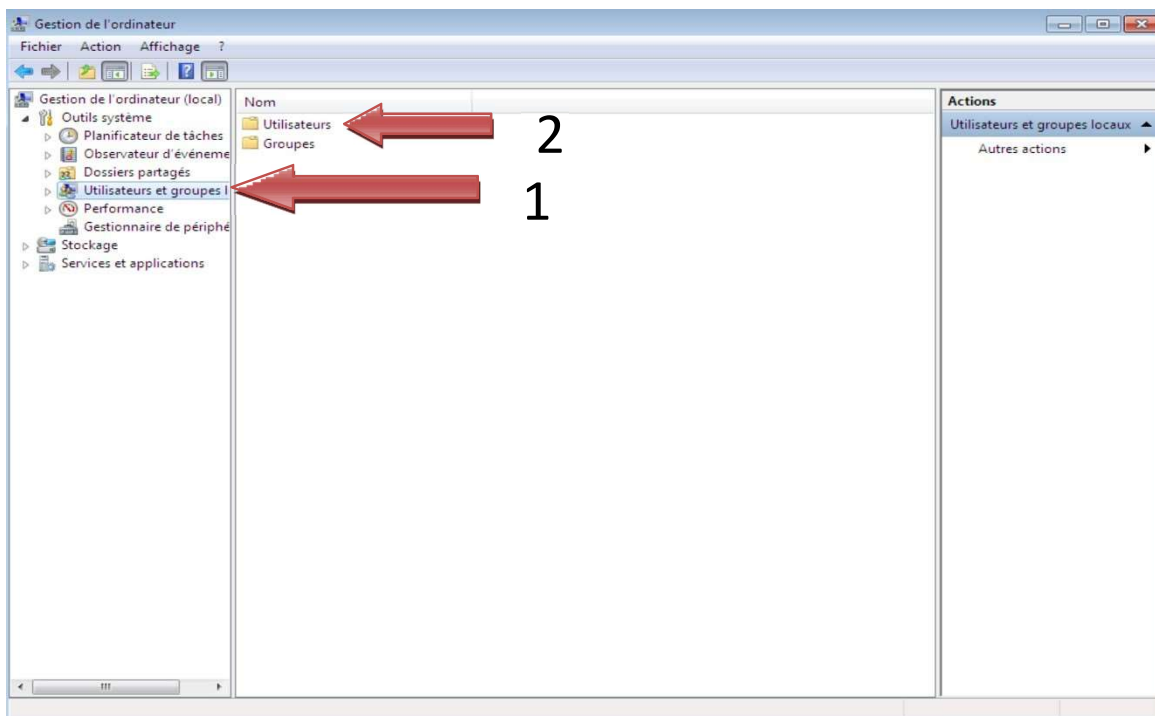 Gestion de l'ordinateur
Fichier Action Affichage ?
Gestion de l'ordinateur (local)
Outils système
Planificateur de tâches
Observateur d'événeme
Dossiers partagés
Utilisateurs et groupes l
Performance
Gestionnaire de périphé
Stockage
Services et applications
Nom
Utilisateurs
2
Groupes
1
Actions
Utilisateurs et groupes locaux
Autres actions